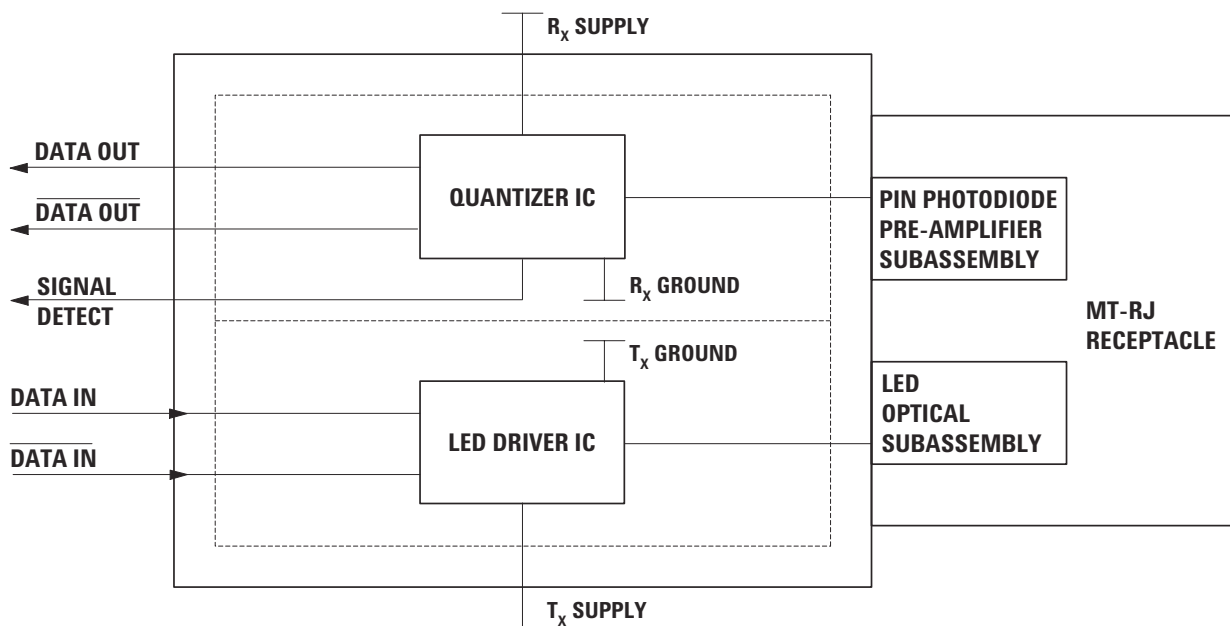 Rx SUPPLY
DATA OUT
DATA OUT
SIGNAL
DETECT
QUANTIZER IC
Rx GROUND
PIN PHOTODIODE
PRE-AMPLIFIER
SUBASSEMBLY
MT-RJ
RECEPTACLE
Tx GROUND
DATA IN
DATA IN
LED DRIVER IC
LED
OPTICAL
SUBASSEMBLY
Tx SUPPLY